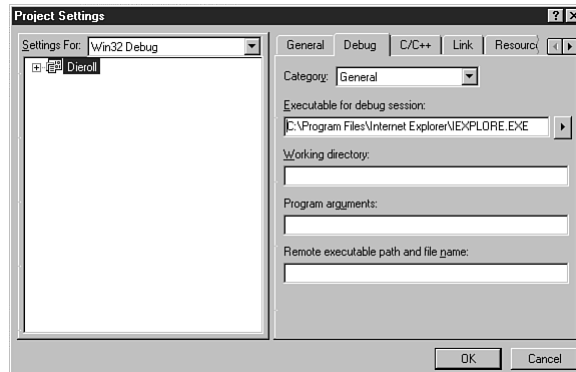 Project Settings
Settings For: Win32 Debug
Dieroll
General Debug C/C++ Link
Category: General
Executable for debug session:
C:\Program Files\Internet Explorer\IEXPLORE.EXE
Working directory:
Program arguments:
Remote executable path and file name:
OK Cancel